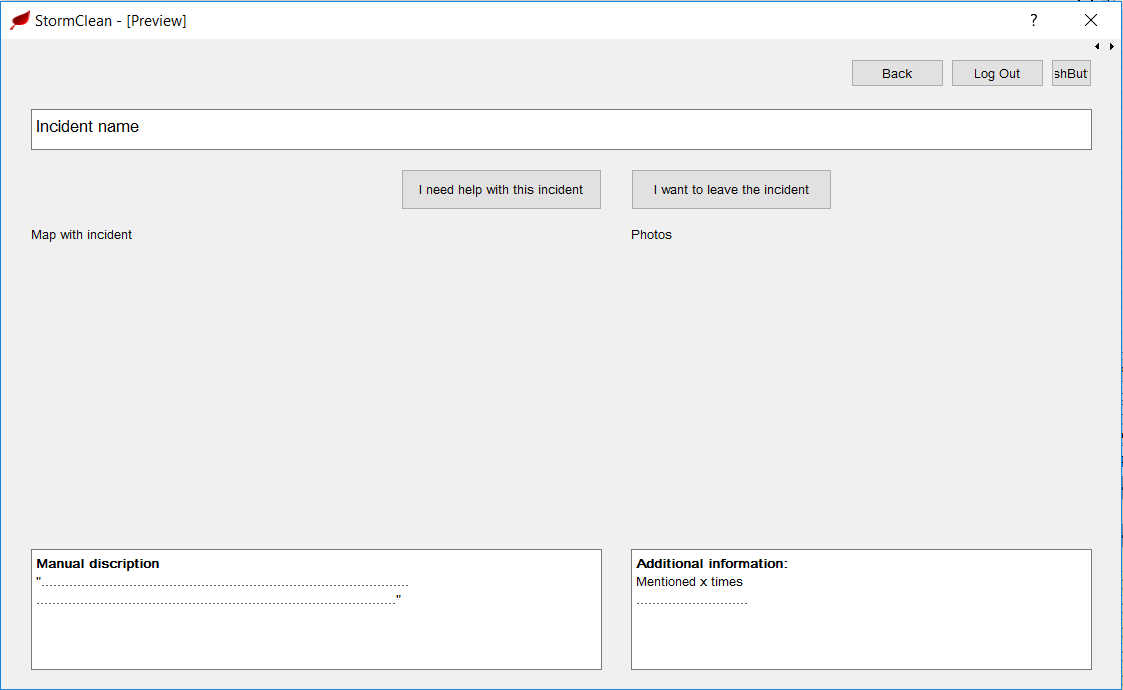 StormClean - [Preview]
?
Back
Log Out
shBut
Incident name
I need help with this incident
I want to leave the incident
Map with incident
Photos
Manual discription
"............................................................................................
..........................................................................................."
Additional information:
Mentioned x times
............................